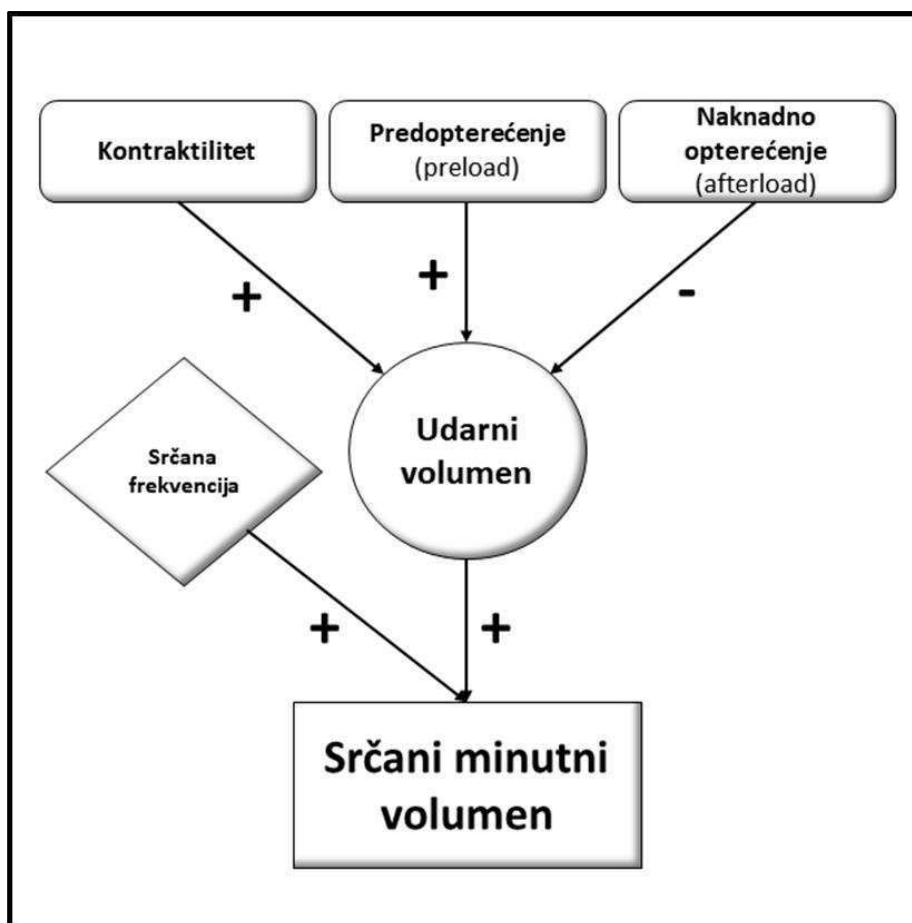 Kontraktilitet
Predopterećenje
(preload)
Naknadno
opterećenje
(afterload)
+
+
-
Udarni
volumen
Srčana
frekvencija
+
+
Srčani minutni
volumen